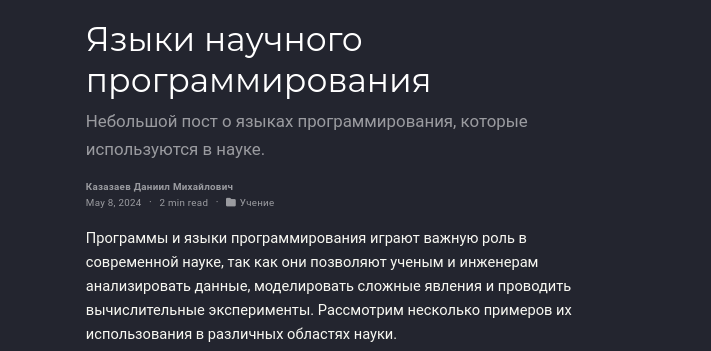 Языки научного
программирования
Небольшой пост о языках программирования, которые
используются в науке.
Казазаев Даниил Михайлович
May 8, 2024 · 2 min read · Учение
Программы и языки программирования играют важную роль в
современной науке, так как они позволяют ученым и инженерам
анализировать данные, моделировать сложные явления и проводить
вычислительные эксперименты. Рассмотрим несколько примеров их
использования в различных областях науки.